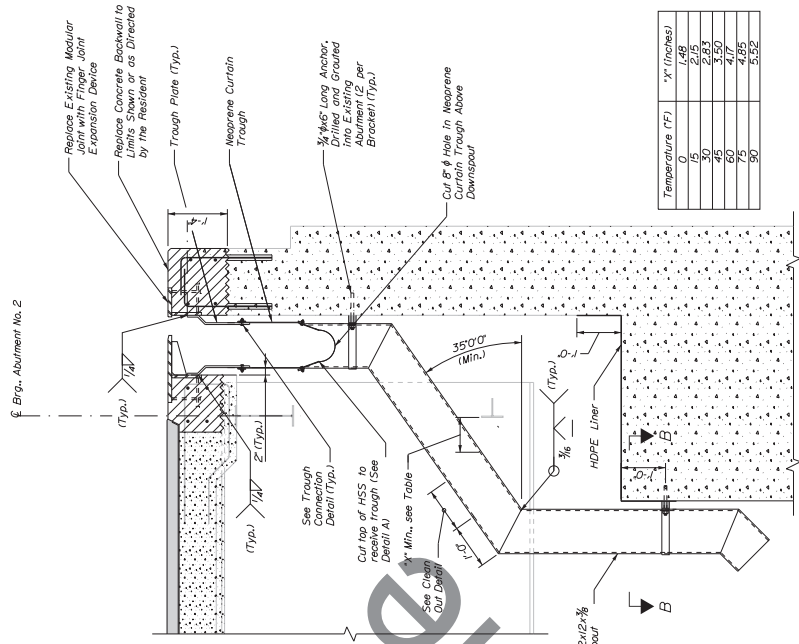 ℄ Brg., Abutment No. 2
Replace Existing Modular
Joint with Finger Joint
Expansion Device
Replace Concrete Backwall to
Limits Shown or as Directed
by the Resident
Trough Plate (Typ.)
Neoprene Curtain
Trough
¾"ϕx6" Long Anchor,
Drilled and Grouted
into Existing
Abutment (2 per
Bracket) (Typ.)
Cut 8" ϕ Hole in Neoprene
Curtain Trough Above
Downspout
1'-4"
(Typ.)
1/4
(Typ.)
1/4
2" (Typ.)
See Trough
Connection
Detail (Typ.)
Cut top of HSS to
receive trough (See
Detail A)
"X" Min., see Table
See Clean
Out Detail
1'-0"
35°0'0"
(Min.)
(Typ.)
3/16
HDPE Liner
1'-0"
1'-0"
B
B
Temperature (°F) "X" (inches)
0 1.48
15 2.15
30 2.83
45 3.50
60 4.17
75 4.85
90 5.52